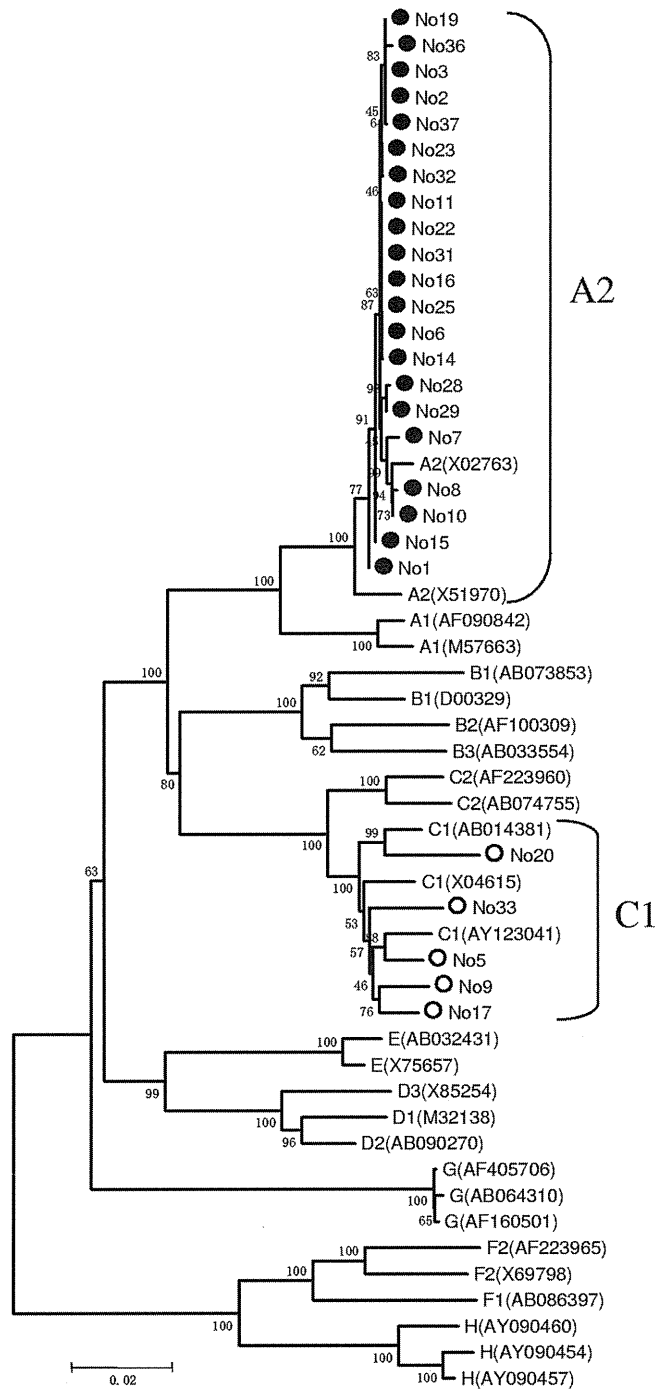 No19
No36
83
No3
No2
45
No37
No23
No32
46
No11
No22
No31
A2
No16
63
No25
87
No6
No14
No28
No29
91
No7
A2(X02763)
99
77
94
No8
73
No10
No15
100
No1
100
A2(X51970)
A1(AF090842)
100
A1(M57663)
100
B1(AB073853)
92
B1(D00329)
100
B2(AF100309)
62
B3(AB033554)
80
C2(AF223960)
100
C2(AB074755)
C1(AB014381)
99
100
No20
100
C1(X04615)
63
No33
53
C1
C1(AY123041)
57
No5
46
No9
76
No17
E(AB032431)
100
E(X75657)
99
D3(X85254)
100
D1(M32138)
96
D2(AB090270)
G(AF405706)
100
G(AB064310)
65
G(AF160501)
F2(AF223965)
100
100
F2(X69798)
F1(AB086397)
100
H(AY090460)
100
H(AY090454)
100
H(AY090457)
0.02